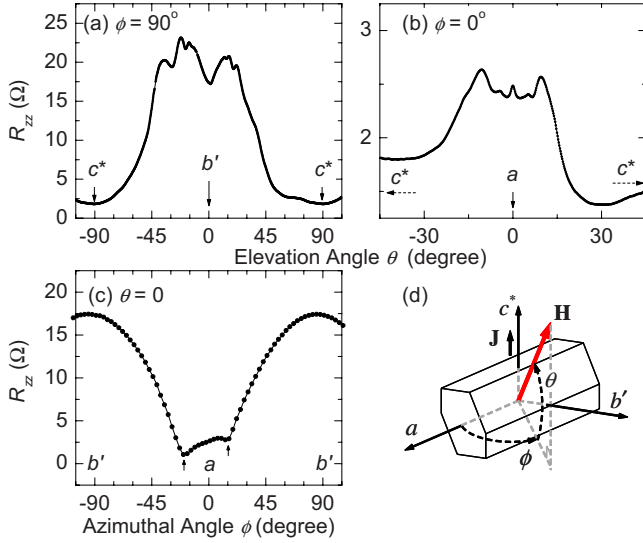 (a) ϕ = 90°
25
20
15
10
5
0
R_zz (Ω)
c*
b'
c*
-90 -45 0 45 90
(b) ϕ = 0°
3
2
1
c*
a
c*
-30 0 30
Elevation Angle θ (degree)
(c) θ = 0
20
15
10
5
0
R_zz (Ω)
b'
a
b'
-90 -45 0 45 90
Azimuthal Angle ϕ (degree)
(d)
c*
J
H
θ
a
b'
ϕ